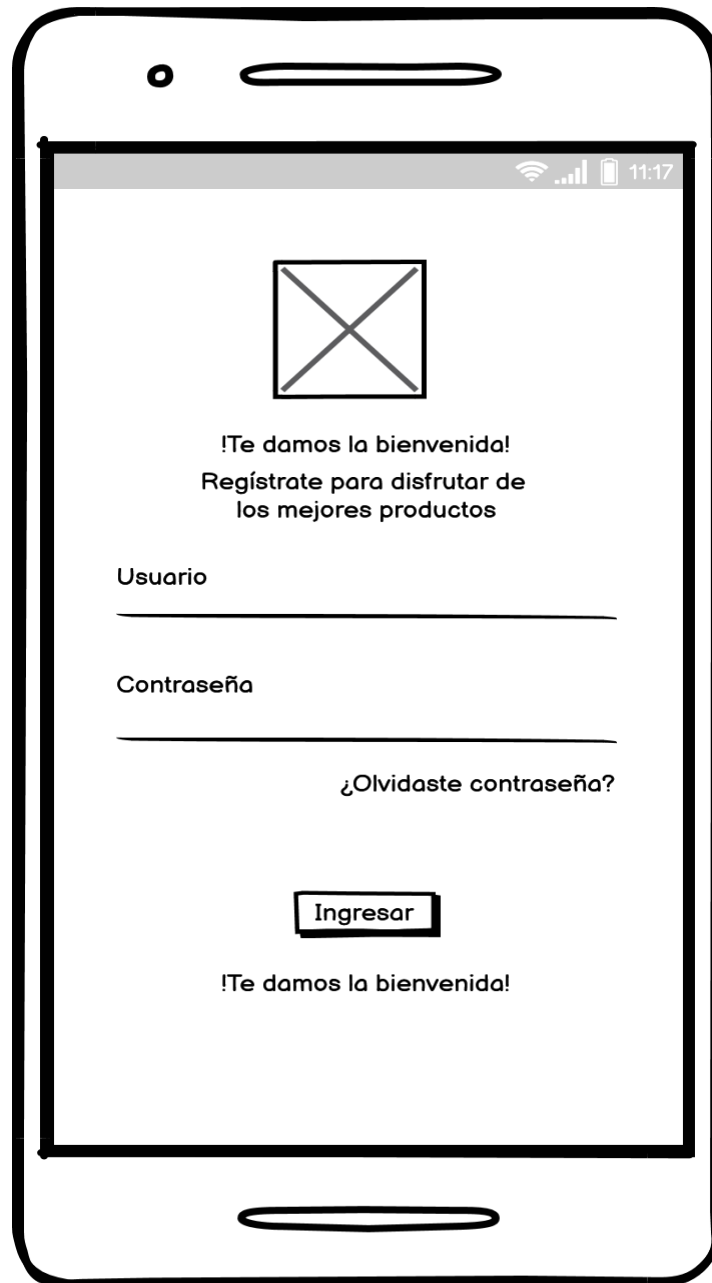 11:17
!Te damos la bienvenida!
Regístrate para disfrutar de
los mejores productos
Usuario
Contraseña
¿Olvidaste contraseña?
Ingresar
!Te damos la bienvenida!